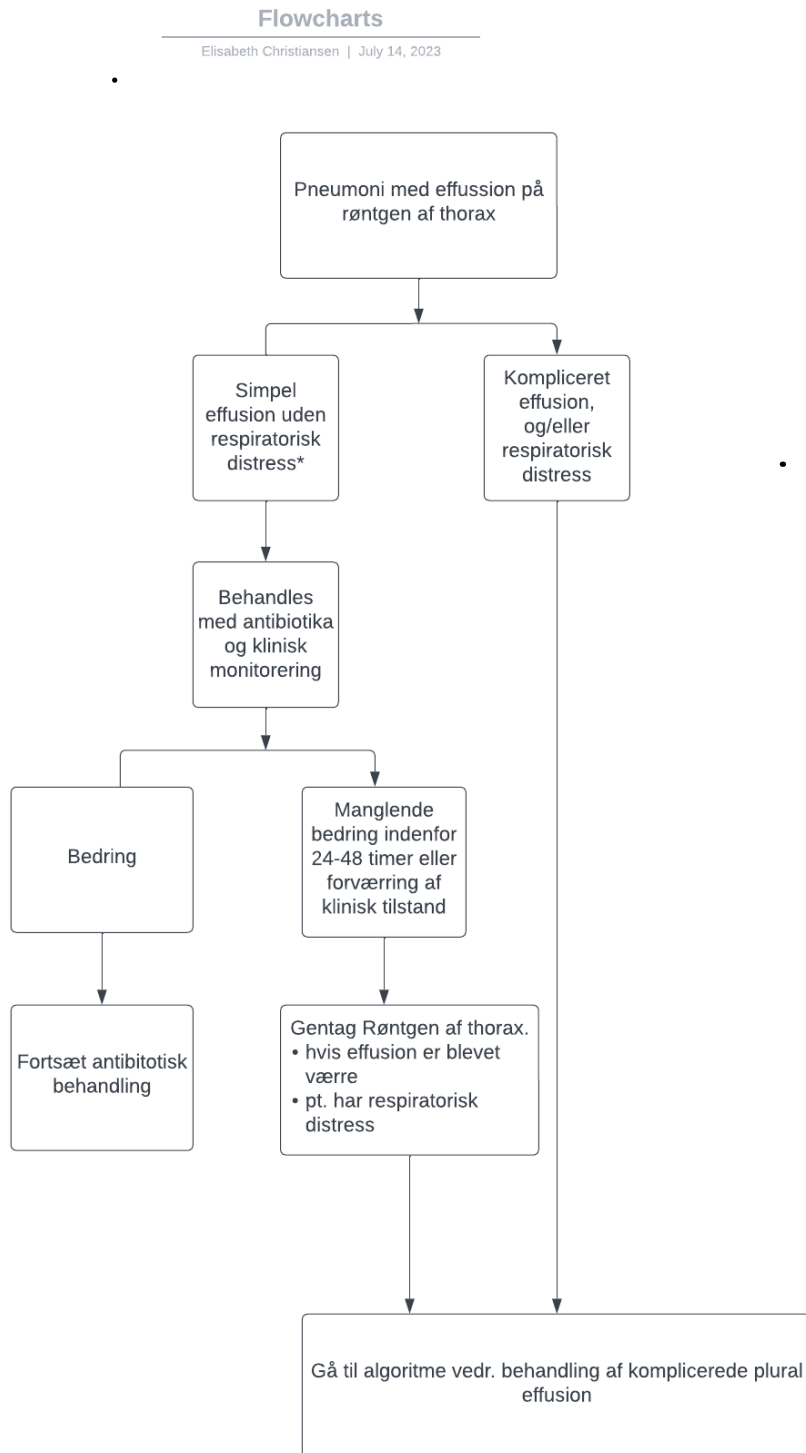 Flowcharts
Elisabeth Christiansen | July 14, 2023
Pneumoni med effussion på
røntgen af thorax
Simpel
effusion uden
respiratorisk
distress*
Kompliceret
effusion,
og/eller
respiratorisk
distress
Behandles
med antibiotika
og klinisk
monitorering
Bedring
Manglende
bedring indenfor
24-48 timer eller
forværring af
klinisk tilstand
Fortsæt antibitotisk
behandling
Gentag Røntgen af thorax.
• hvis effusion er blevet
værre
• pt. har respiratorisk
distress
Gå til algoritme vedr. behandling af komplicerede plural
effusion